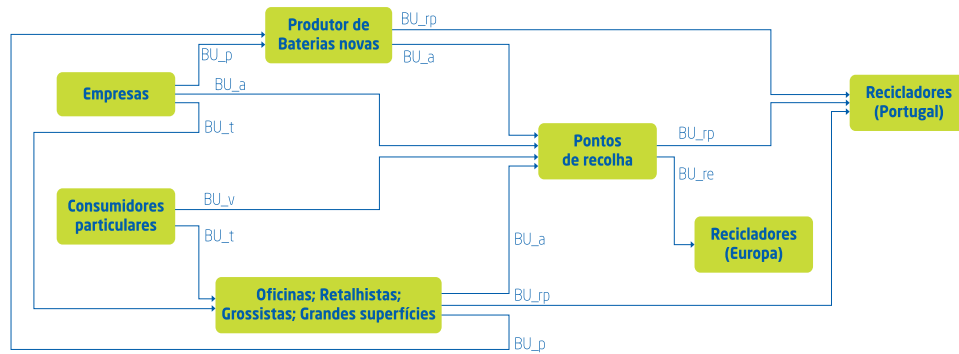 Produtor de
Baterias novas
BU_rp
BU_a
BU_p
Empresas
BU_a
BU_t
Recicladores
(Portugal)
Pontos
de recolha
BU_rp
BU_re
Consumidores
particulares
BU_v
BU_t
Recicladores
(Europa)
BU_a
Oficinas; Retalhistas;
Grossistas; Grandes superfícies
BU_rp
BU_p